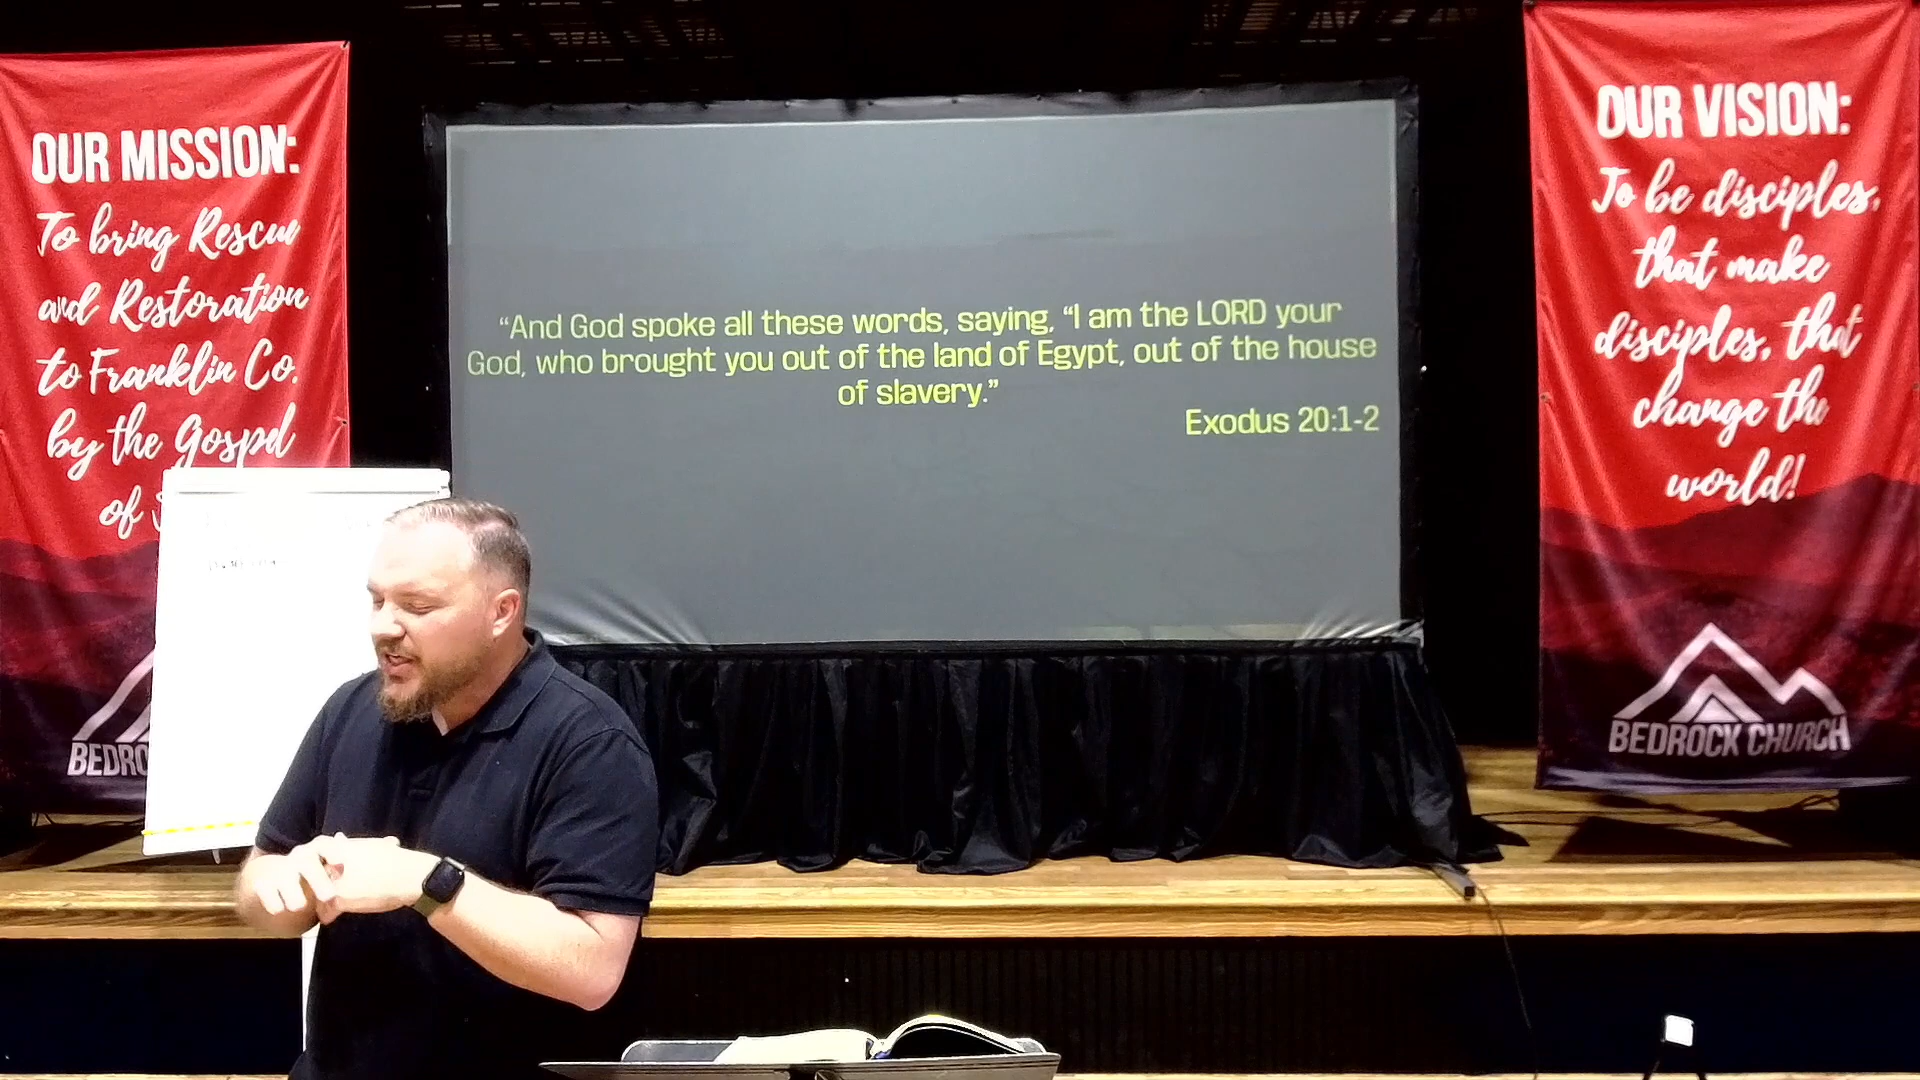 OUR MISSION:
To bring Rescue
and Restoration
to Franklin Co.
by the Gospel
of
BEDRO
“And God spoke all these words, saying, “I am the LORD your
God, who brought you out of the land of Egypt, out of the house
of slavery.”
Exodus 20:1-2
OUR VISION:
To be disciples,
that make
disciples, that
change the
world!
BEDROCK CHURCH